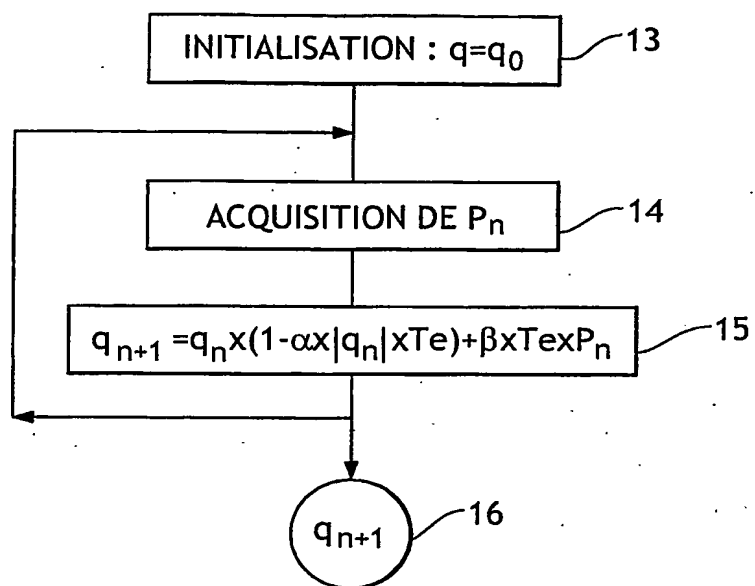 INITIALISATION : q=q₀
13
ACQUISITION DE Pₙ
14
qₙ₊₁ =qₙx(1-αx|qₙ|xTe)+βxTexPₙ
15
qₙ₊₁
16